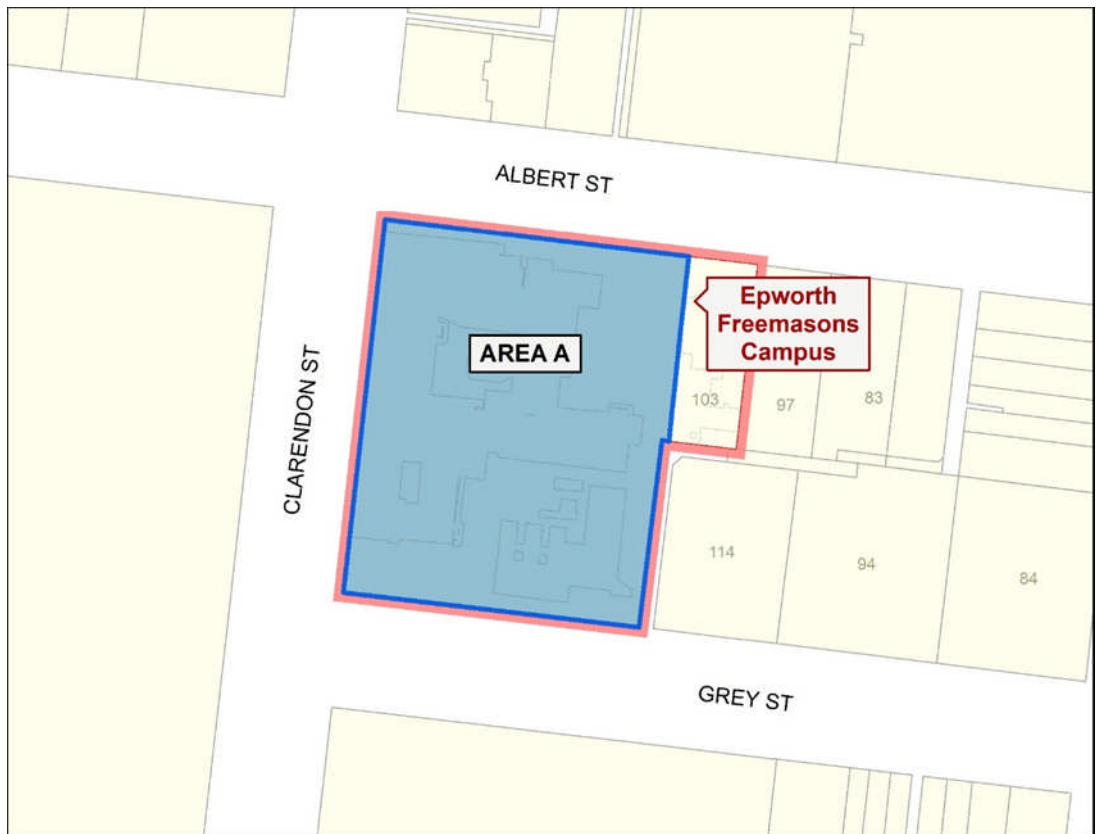 ALBERT ST
Epworth
Freemasons
Campus
AREA A
CLARENDON ST
103
97
83
114
94
84
GREY ST